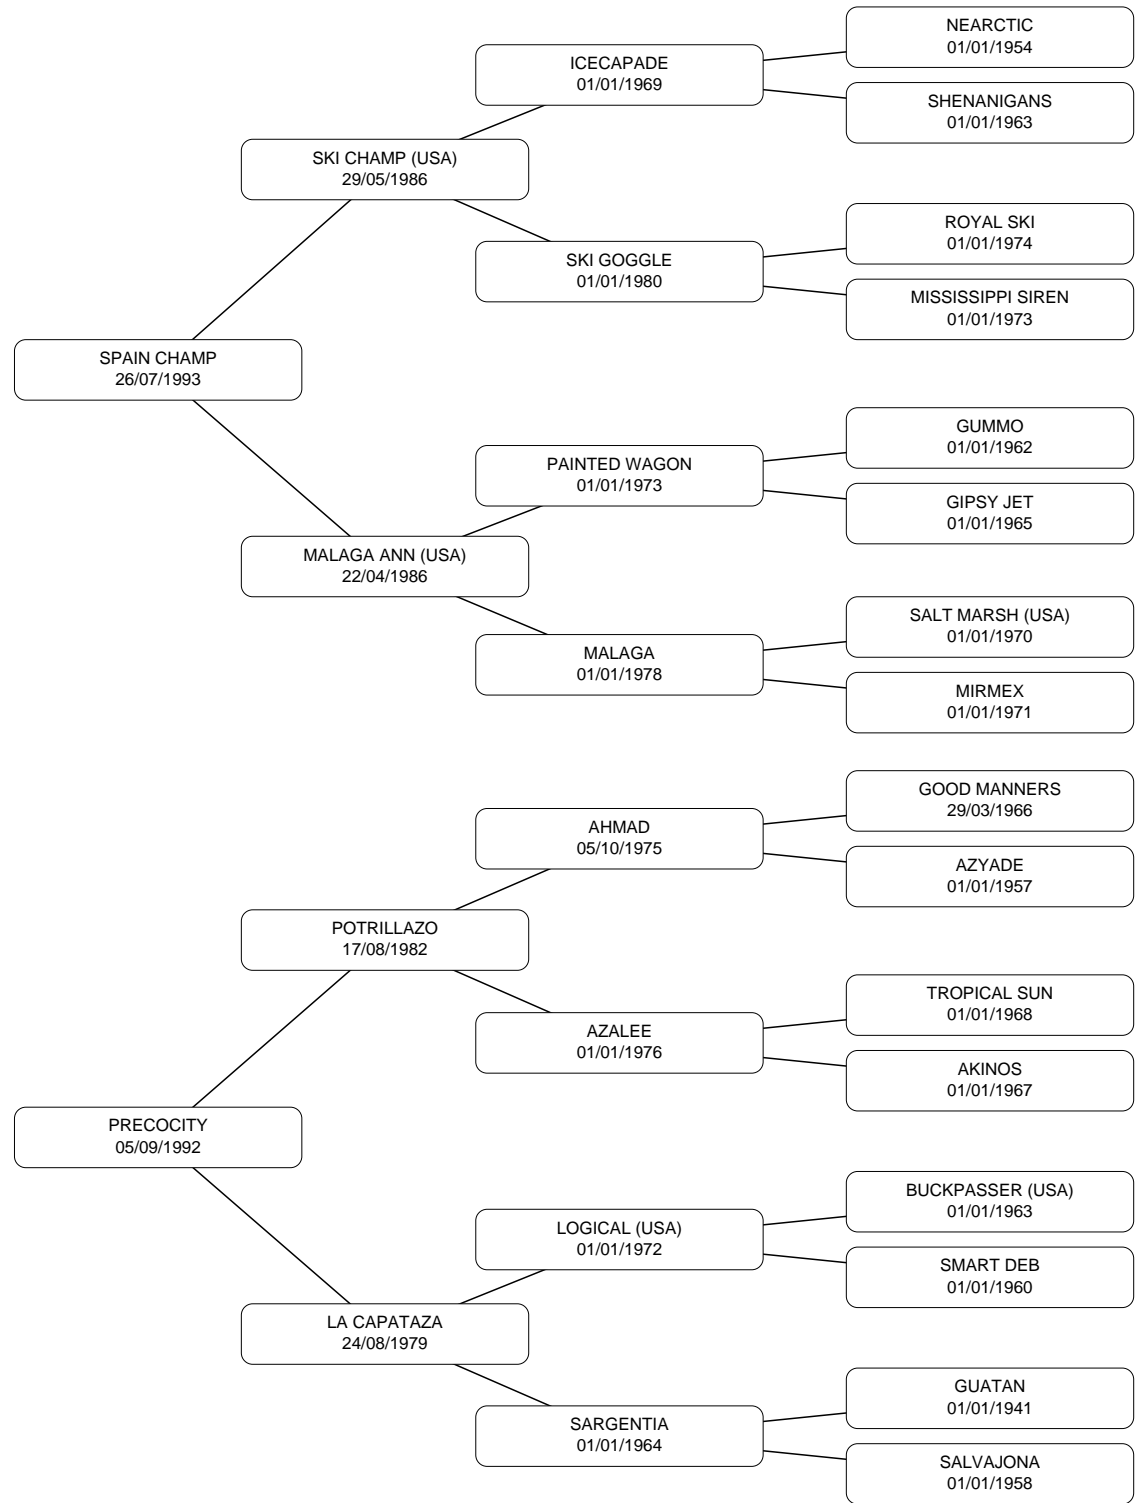 NEARCTIC
01/01/1954
ICECAPADE
01/01/1969
SHENANIGANS
01/01/1963
SKI CHAMP (USA)
29/05/1986
ROYAL SKI
01/01/1974
SKI GOGGLE
01/01/1980
MISSISSIPPI SIREN
01/01/1973
SPAIN CHAMP
26/07/1993
GUMMO
01/01/1962
PAINTED WAGON
01/01/1973
GIPSY JET
01/01/1965
MALAGA ANN (USA)
22/04/1986
SALT MARSH (USA)
01/01/1970
MALAGA
01/01/1978
MIRMEX
01/01/1971
GOOD MANNERS
29/03/1966
AHMAD
05/10/1975
AZYADE
01/01/1957
POTRILLAZO
17/08/1982
TROPICAL SUN
01/01/1968
AZALEE
01/01/1976
AKINOS
01/01/1967
PRECOCITY
05/09/1992
BUCKPASSER (USA)
01/01/1963
LOGICAL (USA)
01/01/1972
SMART DEB
01/01/1960
LA CAPATAZA
24/08/1979
GUATAN
01/01/1941
SARGENTIA
01/01/1964
SALVAJONA
01/01/1958